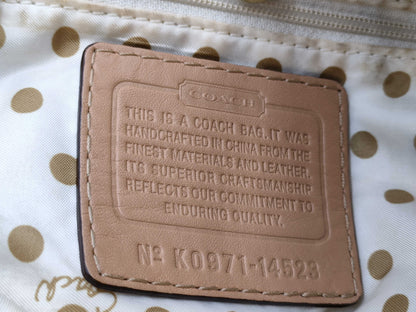 COACH
THIS IS A COACH BAG. IT WAS
HANDCRAFTED IN CHINA FROM THE
FINEST MATERIALS AND LEATHER.
ITS SUPERIOR CRAFTSMANSHIP
REFLECTS OUR COMMITMENT TO
ENDURING QUALITY.
Nº K0971-14523
Coach